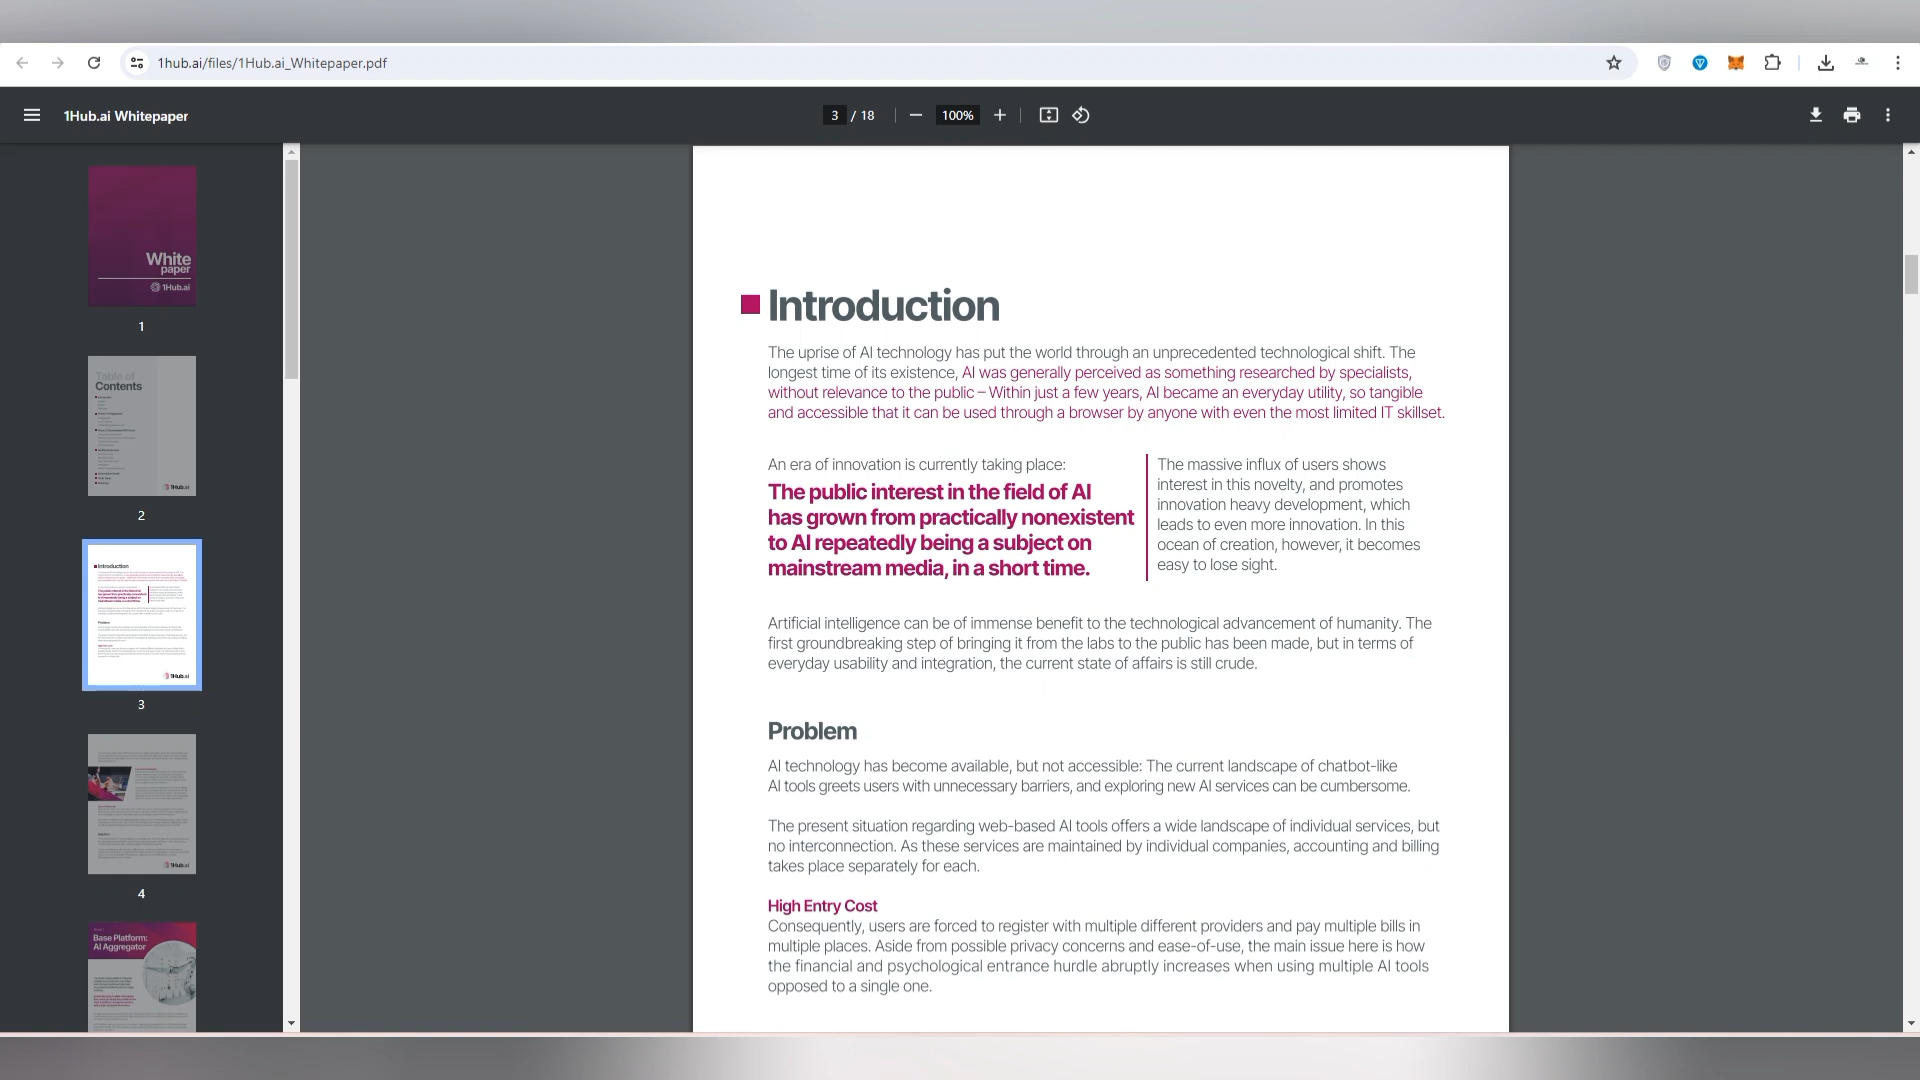 1hub.ai/files/1Hub.ai_Whitepaper.pdf
1Hub.ai Whitepaper
3 / 18
100%
White
paper
1Hub.ai
1
Table of
Contents
1Hub.ai
2
Introduction
1Hub.ai
3
1Hub.ai
4
Base Platform:
AI Aggregator
Introduction
The uprise of AI technology has put the world through an unprecedented technological shift. The
longest time of its existence, AI was generally perceived as something researched by specialists,
without relevance to the public – Within just a few years, AI became an everyday utility, so tangible
and accessible that it can be used through a browser by anyone with even the most limited IT skillset.
An era of innovation is currently taking place:
The public interest in the field of AI
has grown from practically nonexistent
to AI repeatedly being a subject on
mainstream media, in a short time.
The massive influx of users shows
interest in this novelty, and promotes
innovation heavy development, which
leads to even more innovation. In this
ocean of creation, however, it becomes
easy to lose sight.
Artificial intelligence can be of immense benefit to the technological advancement of humanity. The
first groundbreaking step of bringing it from the labs to the public has been made, but in terms of
everyday usability and integration, the current state of affairs is still crude.
Problem
AI technology has become available, but not accessible: The current landscape of chatbot-like
AI tools greets users with unnecessary barriers, and exploring new AI services can be cumbersome.
The present situation regarding web-based AI tools offers a wide landscape of individual services, but
no interconnection. As these services are maintained by individual companies, accounting and billing
takes place separately for each.
High Entry Cost
Consequently, users are forced to register with multiple different providers and pay multiple bills in
multiple places. Aside from possible privacy concerns and ease-of-use, the main issue here is how
the financial and psychological entrance hurdle abruptly increases when using multiple AI tools
opposed to a single one.